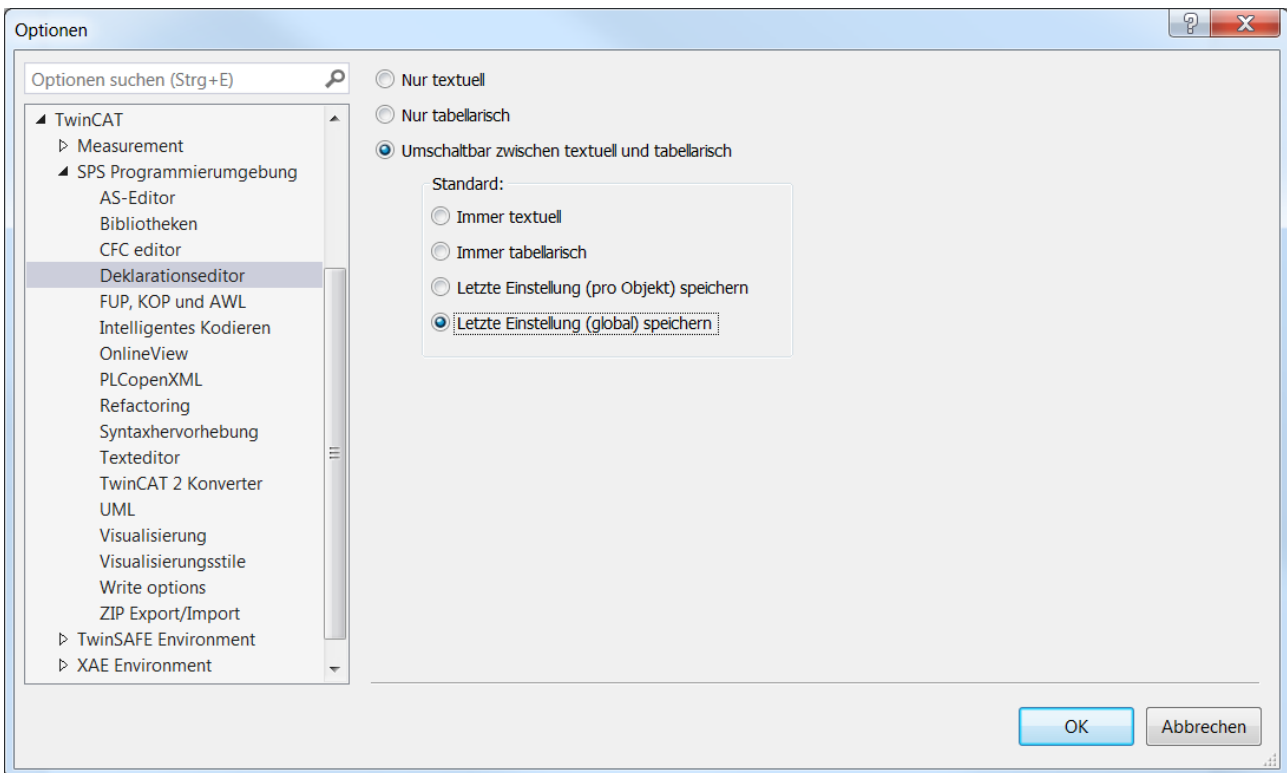 Optionen
Optionen suchen (Strg+E)
TwinCAT
Measurement
SPS Programmierumgebung
AS-Editor
Bibliotheken
CFC editor
Deklarationseditor
FUP, KOP und AWL
Intelligentes Kodieren
OnlineView
PLCopenXML
Refactoring
Syntaxhervorhebung
Texteditor
TwinCAT 2 Konverter
UML
Visualisierung
Visualisierungsstile
Write options
ZIP Export/Import
TwinSAFE Environment
XAE Environment
Nur textuell
Nur tabellarisch
Umschaltbar zwischen textuell und tabellarisch
Standard:
Immer textuell
Immer tabellarisch
Letzte Einstellung (pro Objekt) speichern
Letzte Einstellung (global) speichern
OK
Abbrechen